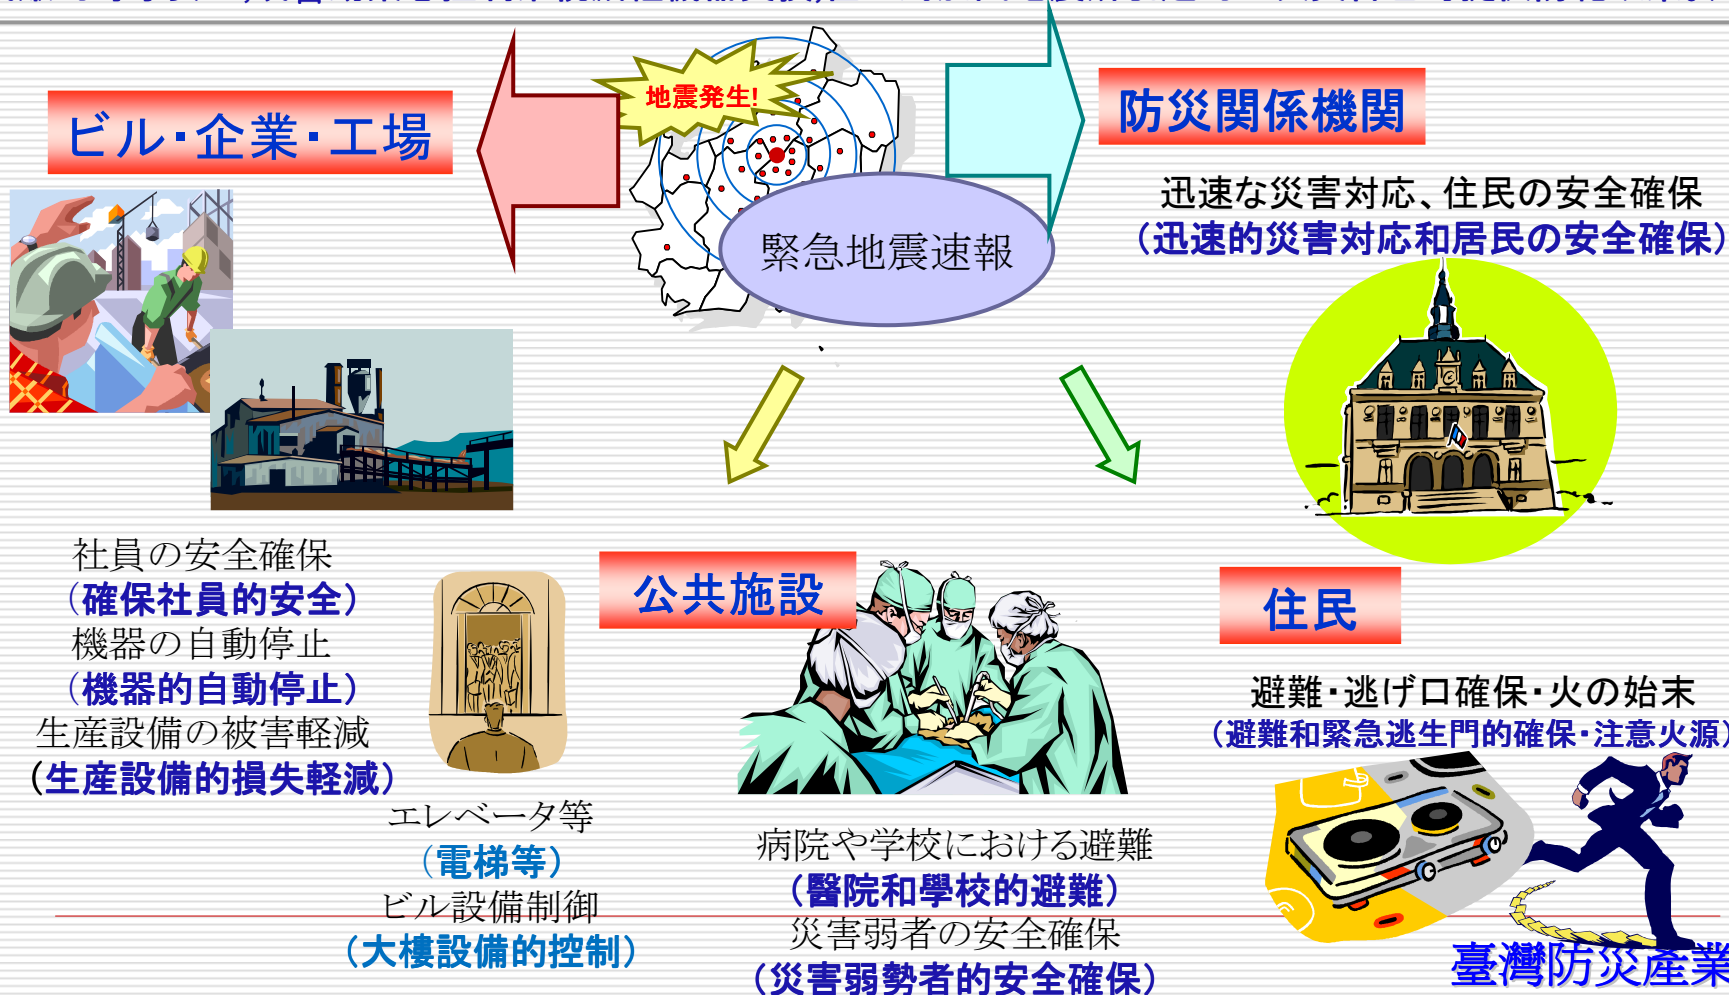 地震発生!
緊急地震速報
ビル・企業・工場
社員の安全確保
(確保社員的安全)
機器の自動停止
(機器的自動停止)
生産設備の被害軽減
(生産設備的損失軽減)
エレベータ等
(電梯等)
ビル設備制御
(大樓設備的控制)
公共施設
病院や学校における避難
(醫院和學校的避難)
災害弱者の安全確保
(災害弱勢者的安全確保)
防災関係機関
迅速な災害対応、住民の安全確保
(迅速的災害対応和居民の安全確保)
住民
避難・逃げ口確保・火の始末
(避難和緊急逃生門的確保・注意火源)
臺灣防災産業